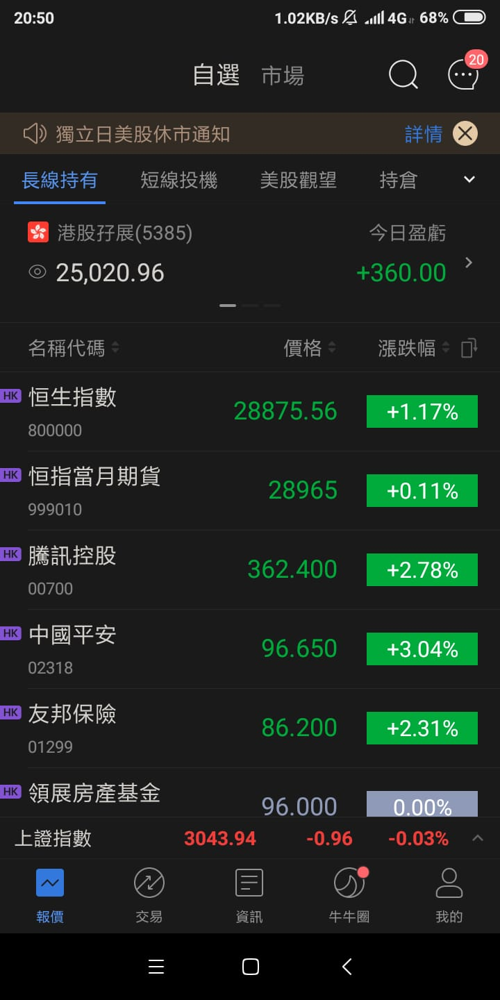 20:50 1.02KB/s 4G 68%
自選 市場 20
獨立日美股休市通知 詳情
長線持有 短線投機 美股觀望 持倉
港股孖展(5385) 今日盈虧
25,020.96 +360.00
名稱代碼 價格 漲跌幅
HK 恒生指數 28875.56 +1.17%
800000
HK 恒指當月期貨 28965 +0.11%
999010
HK 騰訊控股 362.400 +2.78%
00700
HK 中國平安 96.650 +3.04%
02318
HK 友邦保險 86.200 +2.31%
01299
HK 領展房產基金 96.000 0.00%
上證指數 3043.94 -0.96 -0.03%
報價 交易 資訊 牛牛圈 我的